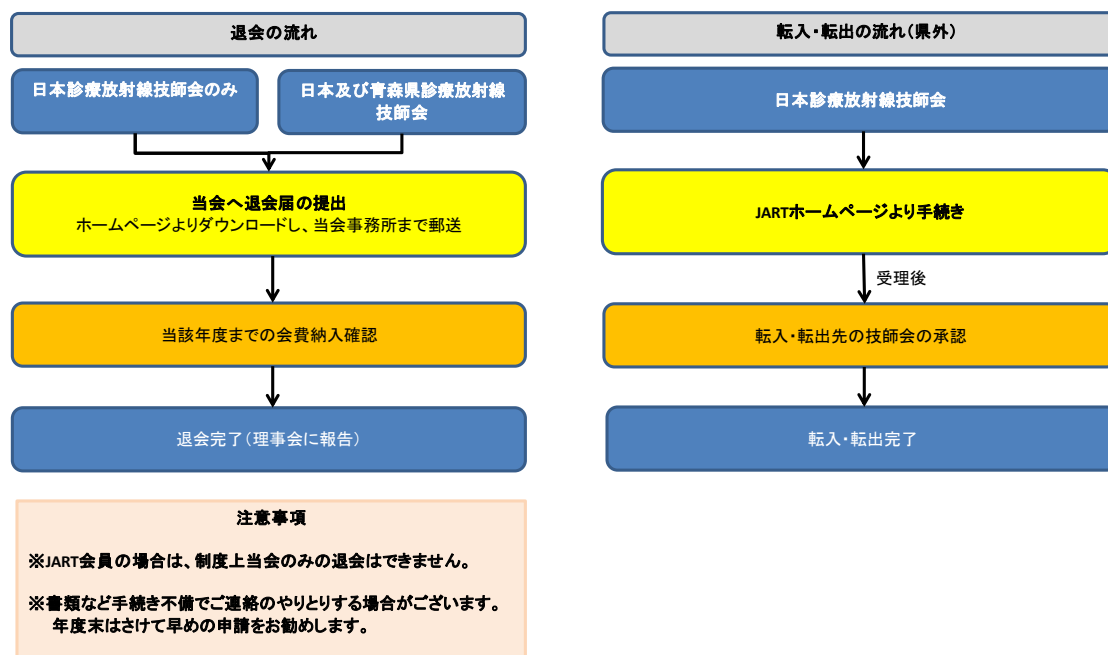 退会の流れ
日本診療放射線技師会のみ
日本及び青森県診療放射線
技師会
当会へ退会届の提出
ホームページよりダウンロードし、当会事務所まで郵送
当該年度までの会費納入確認
退会完了(理事会に報告)
注意事項
※JART会員の場合は、制度上当会のみの退会はできません。
※書類など手続き不備でご連絡のやりとりする場合がございます。
年度末はさけて早めの申請をお勧めします。
転入・転出の流れ(県外)
日本診療放射線技師会
JARTホームページより手続き
受理後
転入・転出先の技師会の承認
転入・転出完了